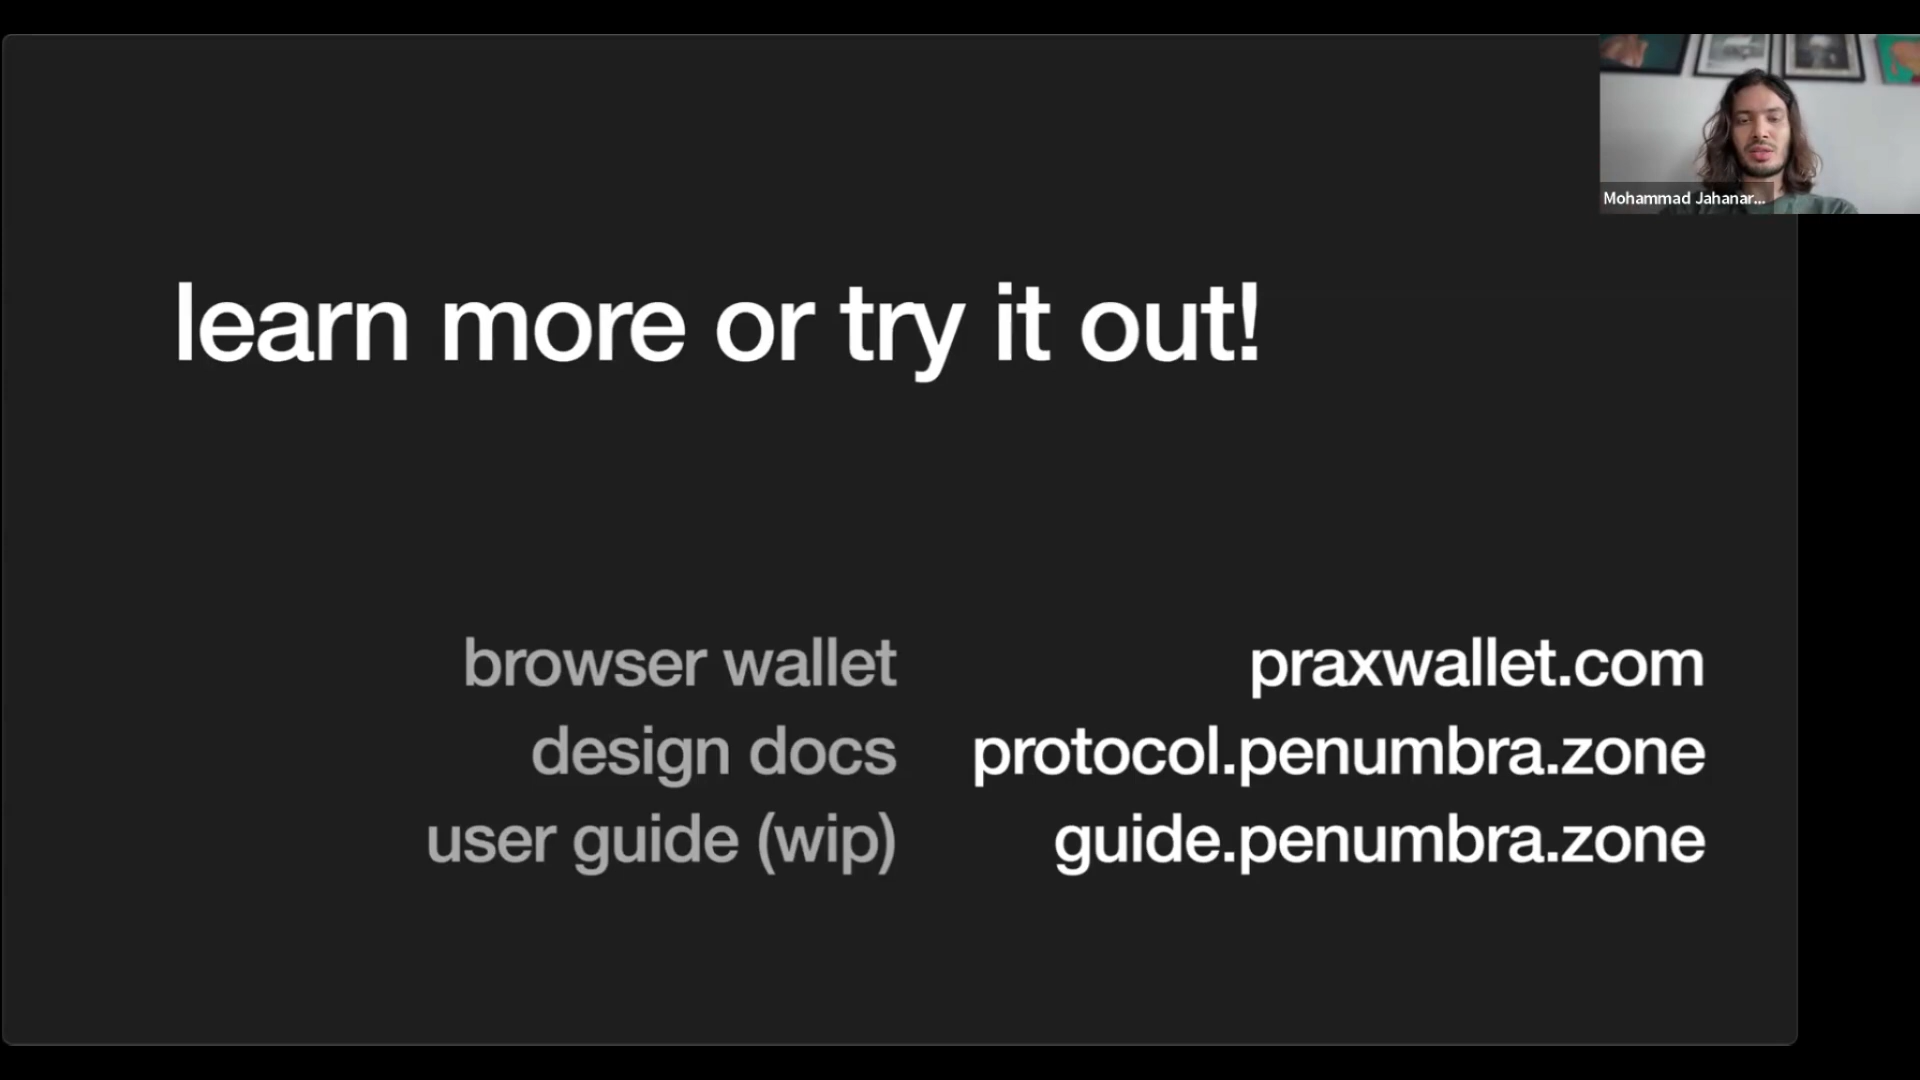 Mohammad Jahanar...
learn more or try it out!
browser wallet praxwallet.com
design docs protocol.penumbra.zone
user guide (wip) guide.penumbra.zone